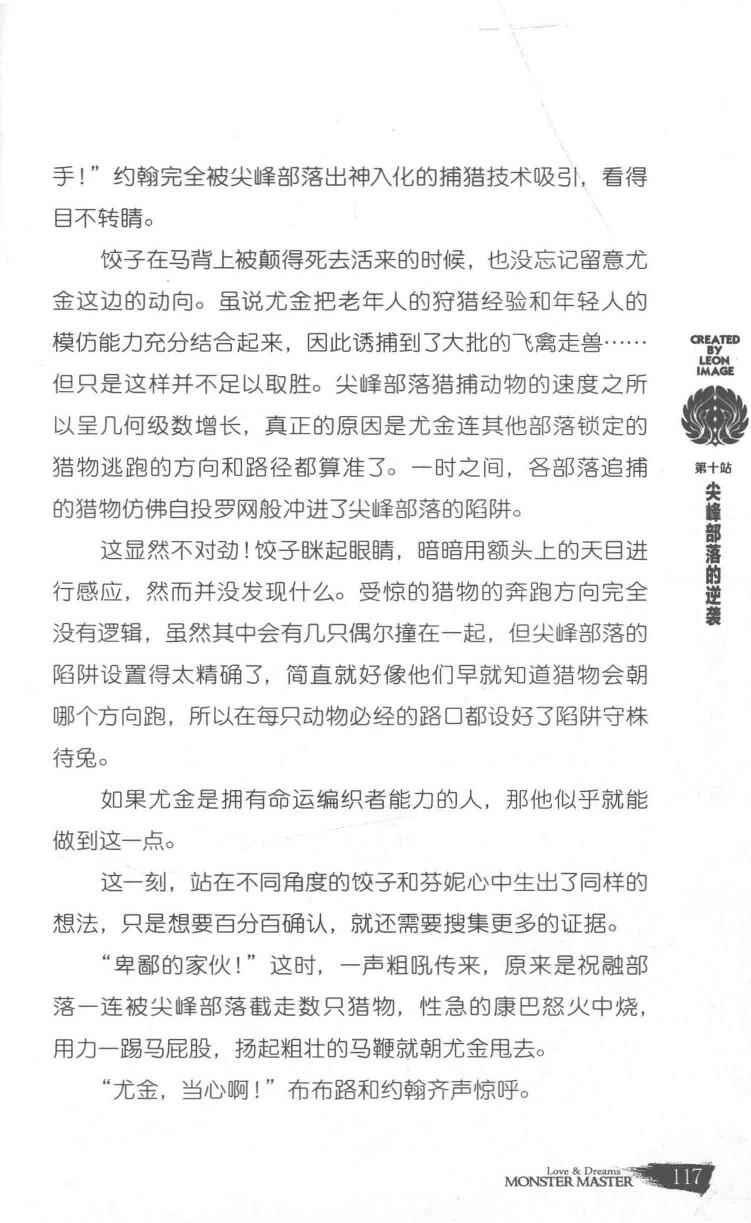 手！”约翰完全被尖峰部落出神入化的捕猎技术吸引，看得
目不转睛。
饺子在马背上被颠得死去活来的时候，也没忘记留意尤
金这边的动向。虽说尤金把老年人的狩猎经验和年轻人的
模仿能力充分结合起来，因此诱捕到了大批的飞禽走兽……
但只是这样并不足以取胜。尖峰部落猎捕动物的速度之所
以呈几何级数增长，真正的原因是尤金连其他部落锁定的
猎物逃跑的方向和路径都算准了。一时之间，各部落追捕
的猎物仿佛自投罗网般冲进了尖峰部落的陷阱。
这显然不对劲！饺子眯起眼睛，暗暗用额头上的天目进
行感应，然而并没发现什么。受惊的猎物的奔跑方向完全
没有逻辑，虽然其中会有几只偶尔撞在一起，但尖峰部落的
陷阱设置得太精确了，简直就好像他们早就知道猎物会朝
哪个方向跑，所以在每只动物必经的路口都设好了陷阱守株
待兔。
如果尤金是拥有命运编织者能力的人，那他似乎就能
做到这一点。
这一刻，站在不同角度的饺子和芬妮心中生出了同样的
想法，只是想要百分百确认，就还需要搜集更多的证据。
“卑鄙的家伙！”这时，一声粗吼传来，原来是祝融部
落一连被尖峰部落截走数只猎物，性急的康巴怒火中烧，
用力一踢马屁股，扬起粗壮的马鞭就朝尤金甩去。
“尤金，当心啊！”布布路和约翰齐声惊呼。
CREATED
BY
LEON
IMAGE
第十站
尖峰部落的逆袭
Love & Dreams
MONSTER MASTER
117